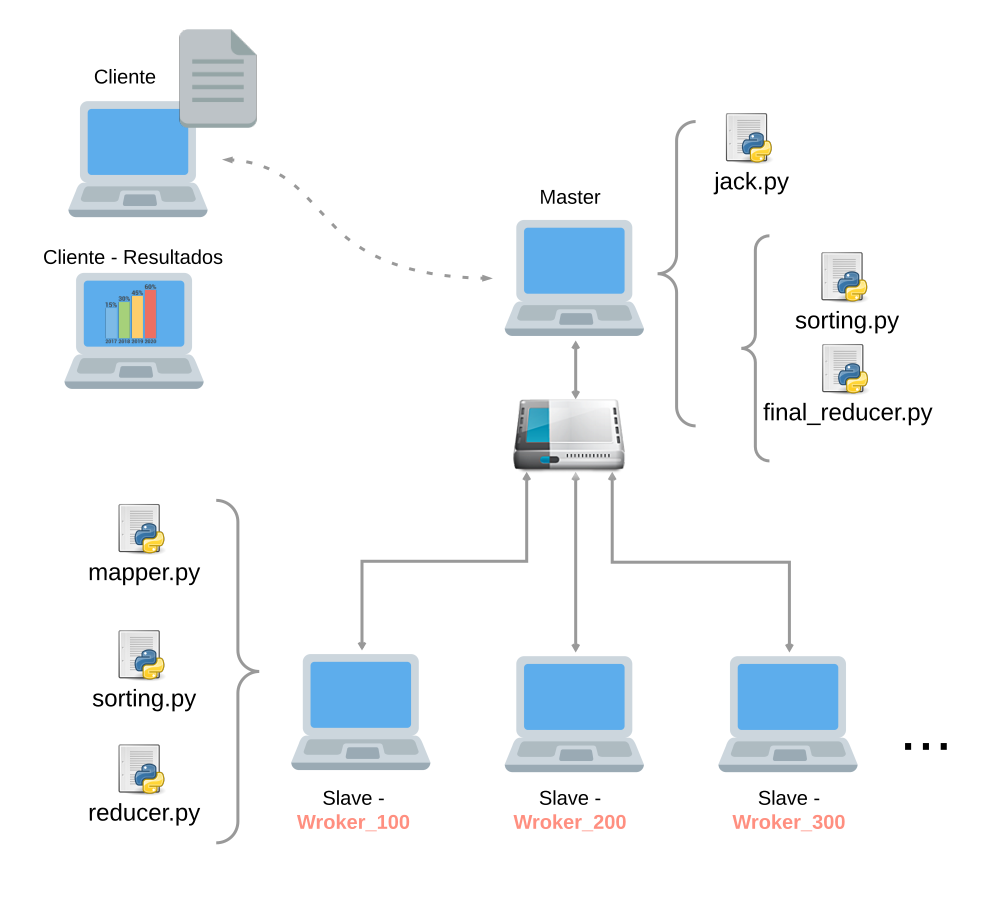 Cliente
jack.py
Master
Cliente - Resultados
15%
30%
45%
60%
2017 2018 2019 2020
sorting.py
final_reducer.py
mapper.py
sorting.py
reducer.py
Slave -
Wroker_100
Slave -
Wroker_200
Slave -
Wroker_300
...